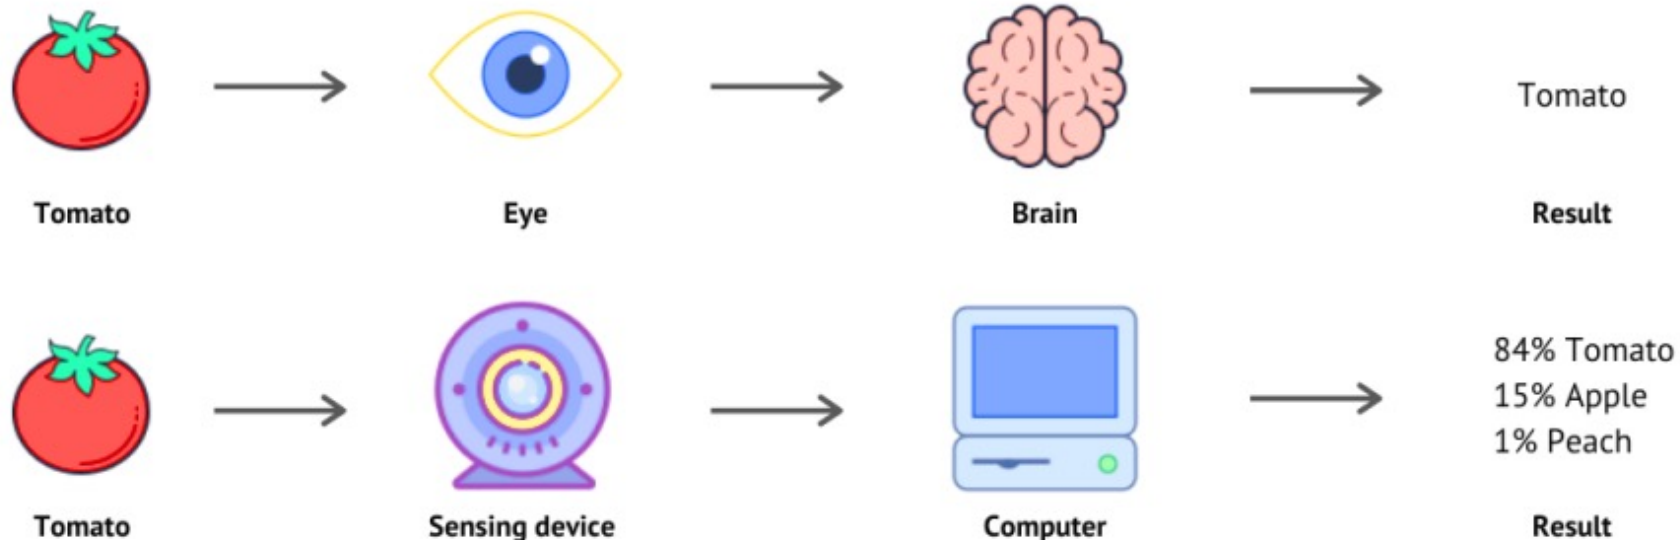 Tomato
Tomato
Eye
Brain
Result
84% Tomato
15% Apple
1% Peach
Tomato
Sensing device
Computer
Result